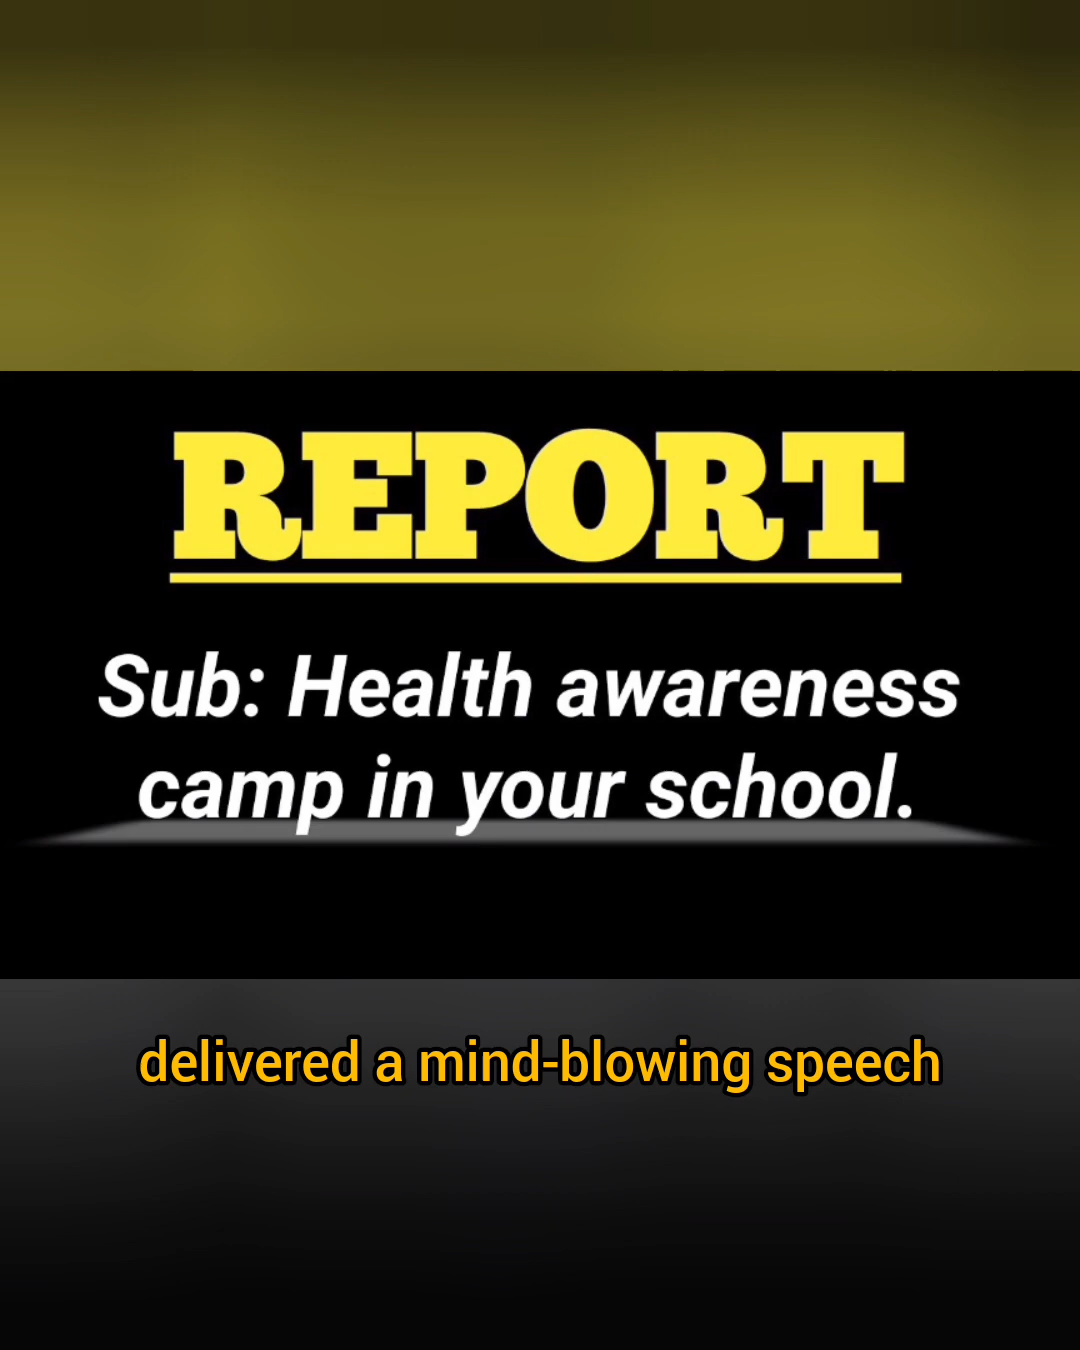 REPORT
Sub: Health awareness
camp in your school.
delivered a mind-blowing speech